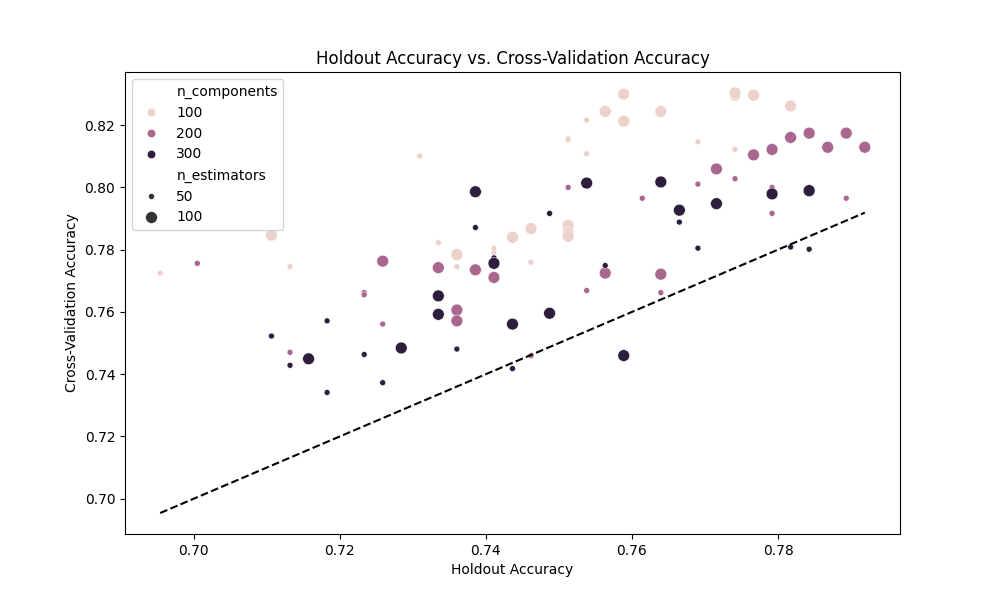 Holdout Accuracy vs. Cross-Validation Accuracy
n_components
100
200
300
n_estimators
50
100
0.82
0.80
0.78
0.76
0.74
0.72
0.70
Cross-Validation Accuracy
0.70 0.72 0.74 0.76 0.78
Holdout Accuracy